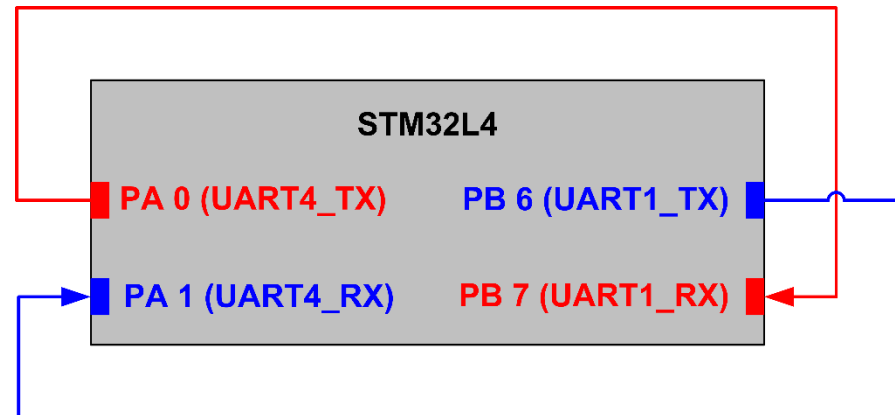 STM32L4
PA 0 (UART4_TX)
PB 6 (UART1_TX)
PA 1 (UART4_RX)
PB 7 (UART1_RX)